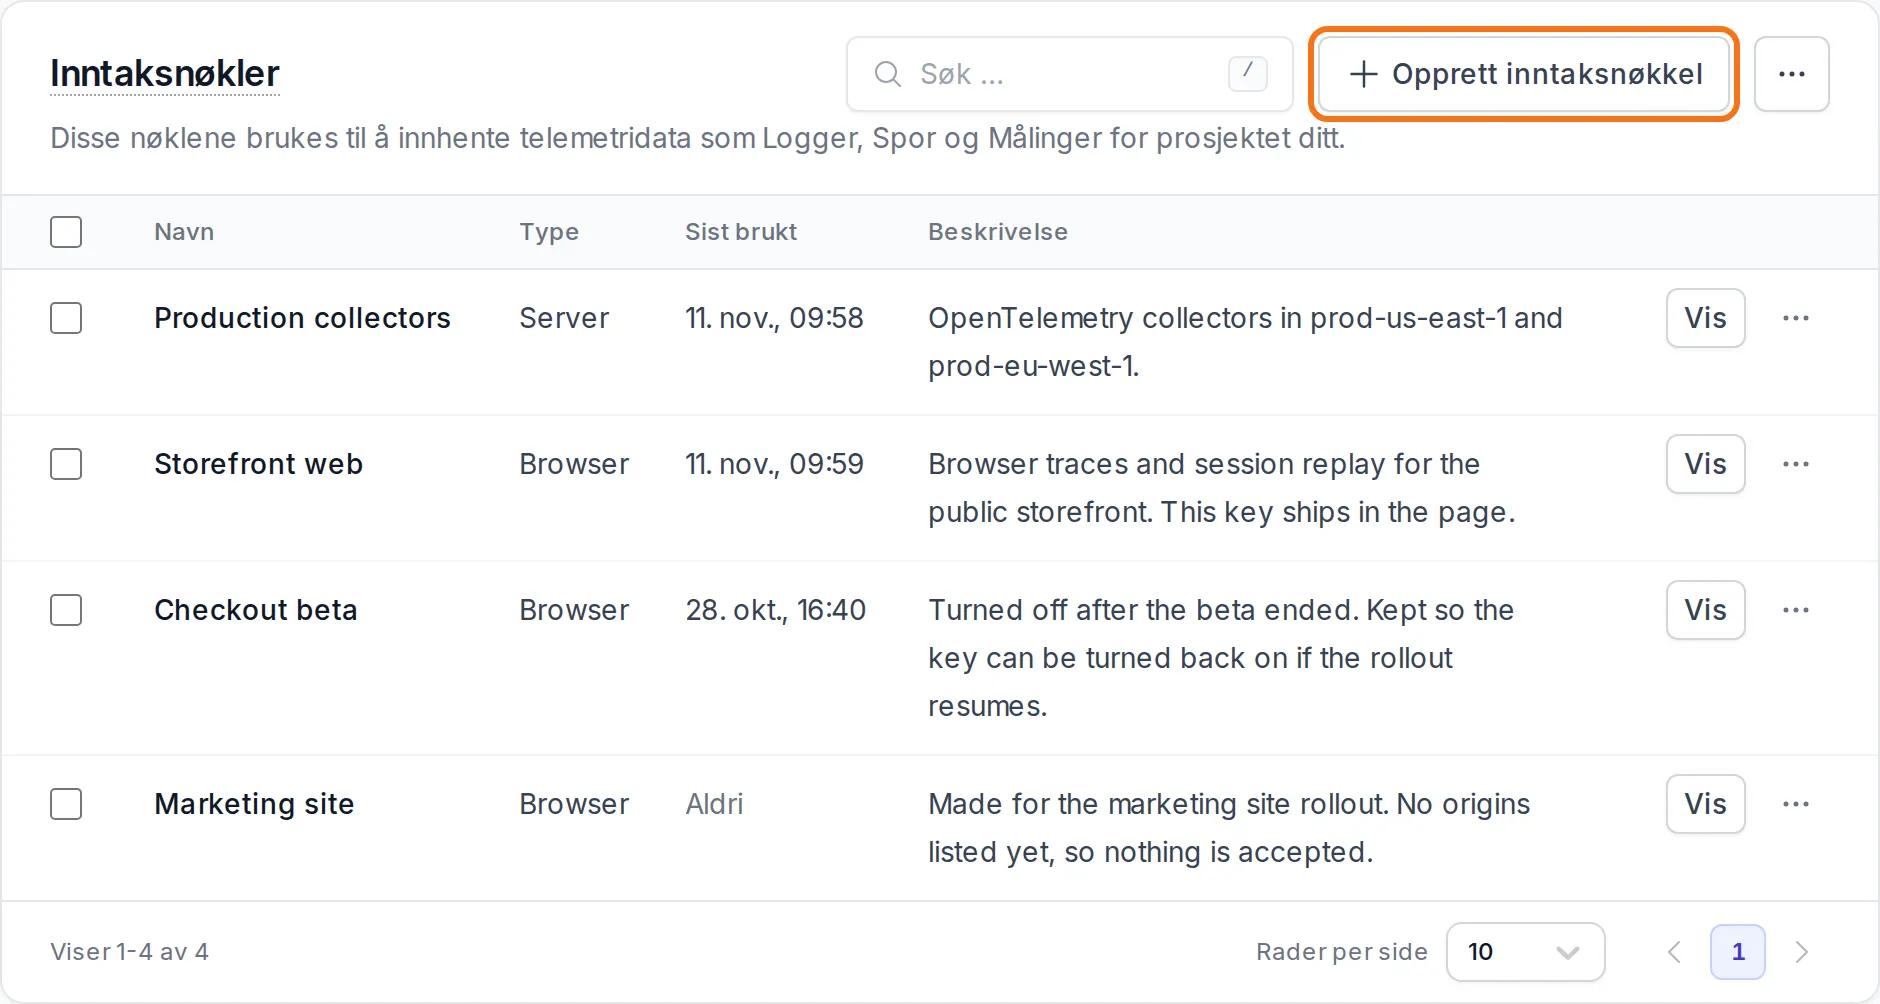 Inntaksnøkler
Søk ...
/
Opprett inntaksnøkkel
Disse nøklene brukes til å innhente telemetridata som Logger, Spor og Målinger for prosjektet ditt.
Navn Type Sist brukt Beskrivelse
Production collectors Server 11. nov., 09:58 OpenTelemetry collectors in prod-us-east-1 and Vis
prod-eu-west-1.
Storefront web Browser 11. nov., 09:59 Browser traces and session replay for the Vis
public storefront. This key ships in the page.
Checkout beta Browser 28. okt., 16:40 Turned off after the beta ended. Kept so the Vis
key can be turned back on if the rollout
resumes.
Marketing site Browser Aldri Made for the marketing site rollout. No origins Vis
listed yet, so nothing is accepted.
Viser 1-4 av 4 Rader per side 10 1